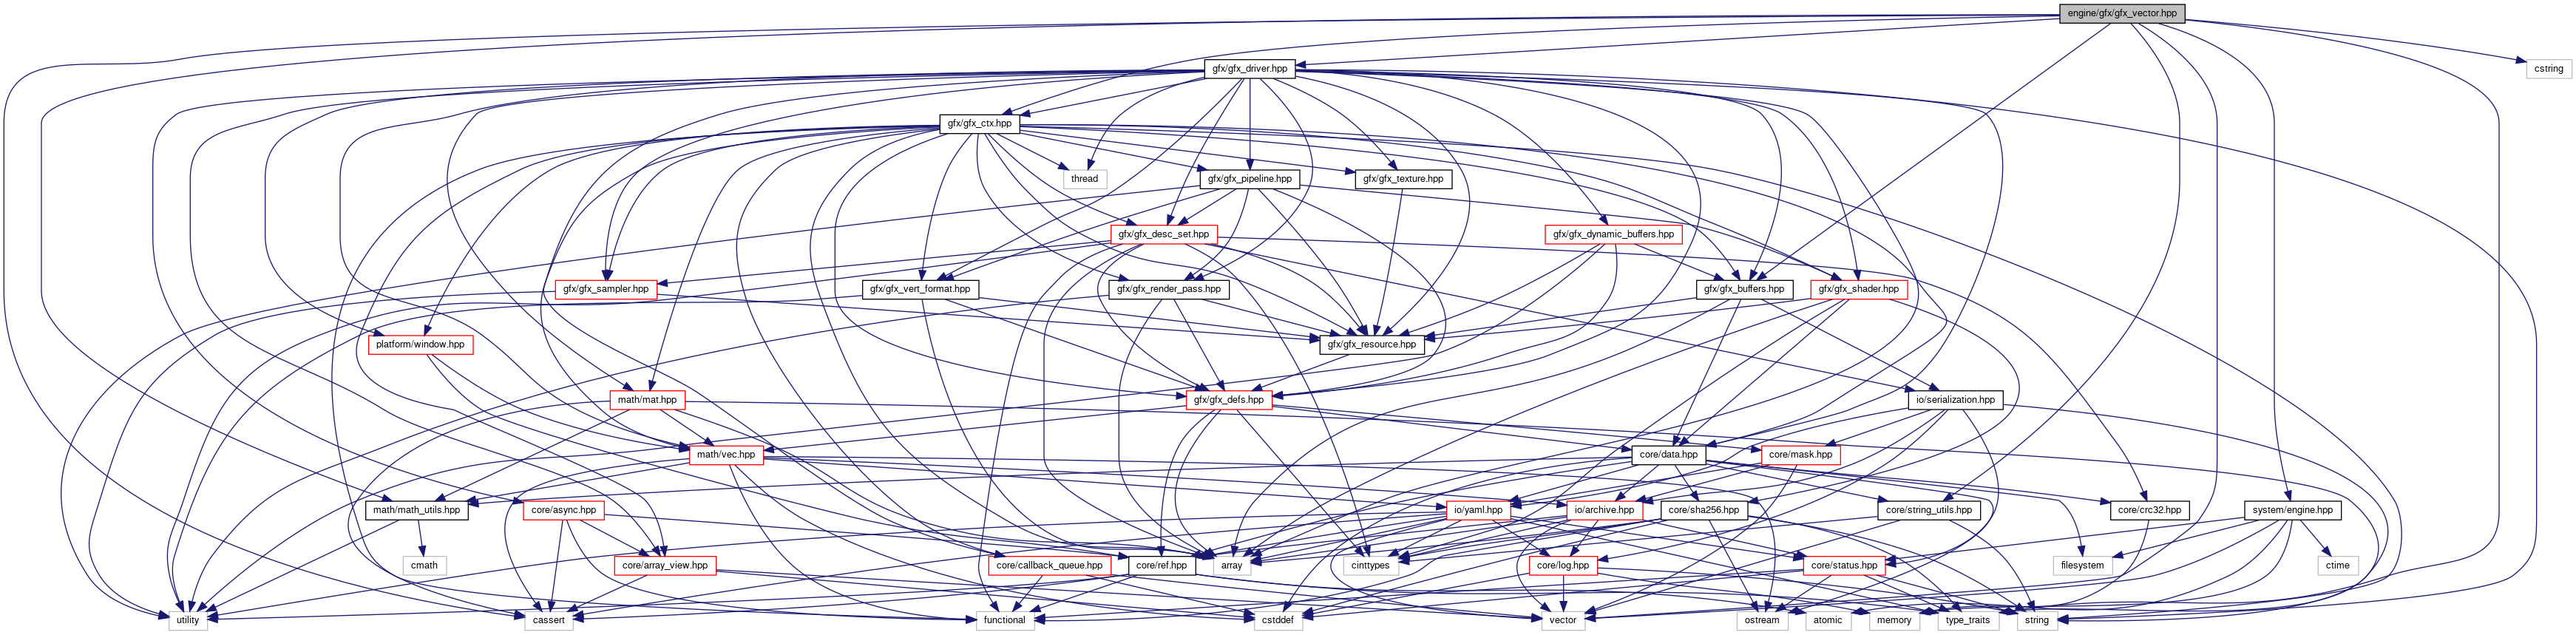 engine/gfx/gfx_vector.hpp
gfx/gfx_driver.hpp
cstring
gfx/gfx_ctx.hpp
thread
gfx/gfx_pipeline.hpp
gfx/gfx_texture.hpp
gfx/gfx_desc_set.hpp
gfx/gfx_dynamic_buffers.hpp
gfx/gfx_sampler.hpp
gfx/gfx_vert_format.hpp
gfx/gfx_render_pass.hpp
gfx/gfx_buffers.hpp
gfx/gfx_shader.hpp
platform/window.hpp
gfx/gfx_resource.hpp
math/mat.hpp
gfx/gfx_defs.hpp
io/serialization.hpp
math/vec.hpp
core/data.hpp
core/mask.hpp
math/math_utils.hpp
core/async.hpp
io/yaml.hpp
io/archive.hpp
core/sha256.hpp
core/string_utils.hpp
core/crc32.hpp
system/engine.hpp
cmath
core/array_view.hpp
core/callback_queue.hpp
core/ref.hpp
array
cinttypes
core/log.hpp
core/status.hpp
filesystem
ctime
utility
cassert
functional
cstddef
vector
ostream
atomic
memory
type_traits
string